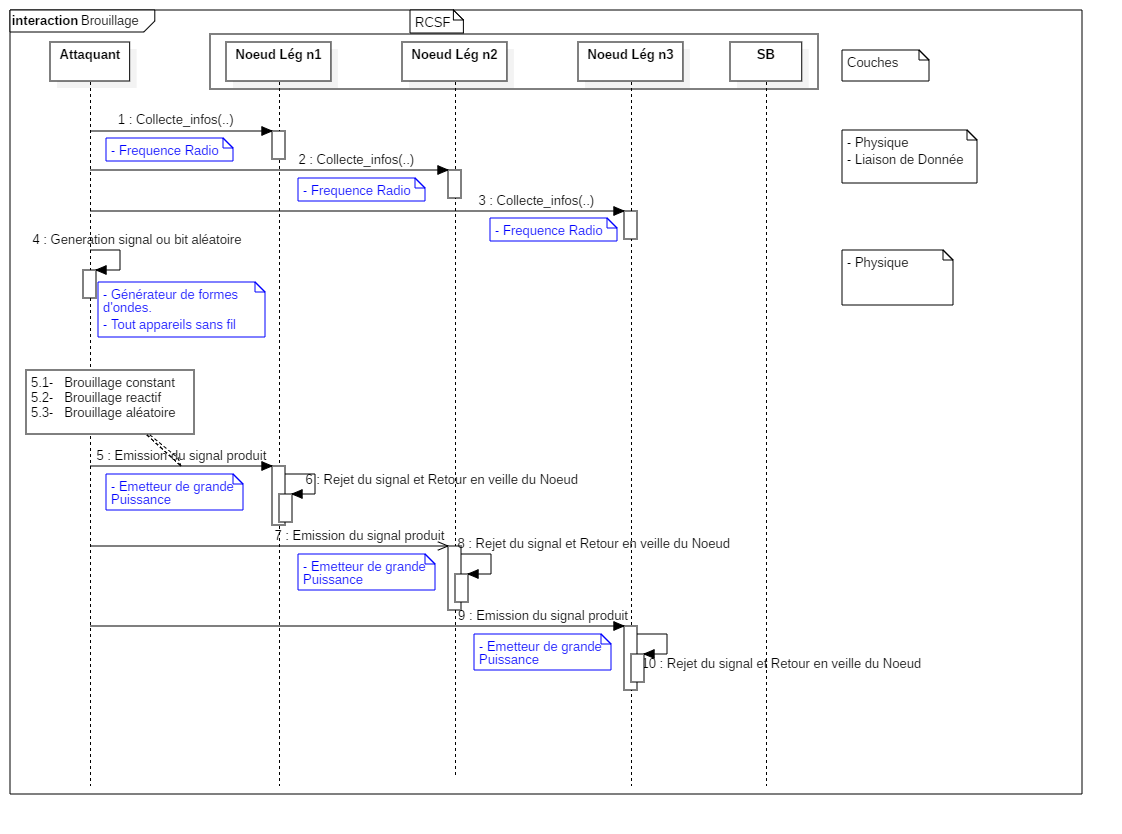 interaction Brouillage
RCSF
Attaquant
Noeud Lég n1
Noeud Lég n2
Noeud Lég n3
SB
Couches
1 : Collecte_infos(..)
- Frequence Radio
2 : Collecte_infos(..)
- Frequence Radio
- Physique
- Liaison de Donnée
3 : Collecte_infos(..)
- Frequence Radio
4 : Generation signal ou bit aléatoire
- Générateur de formes
d'ondes.
- Tout appareils sans fil
- Physique
5.1- Brouillage constant
5.2- Brouillage reactif
5.3- Brouillage aléatoire
5 : Emission du signal produit
- Emetteur de grande
Puissance
6 : Rejet du signal et Retour en veille du Noeud
7 : Emission du signal produit
- Emetteur de grande
Puissance
8 : Rejet du signal et Retour en veille du Noeud
9 : Emission du signal produit
- Emetteur de grande
Puissance
10 : Rejet du signal et Retour en veille du Noeud